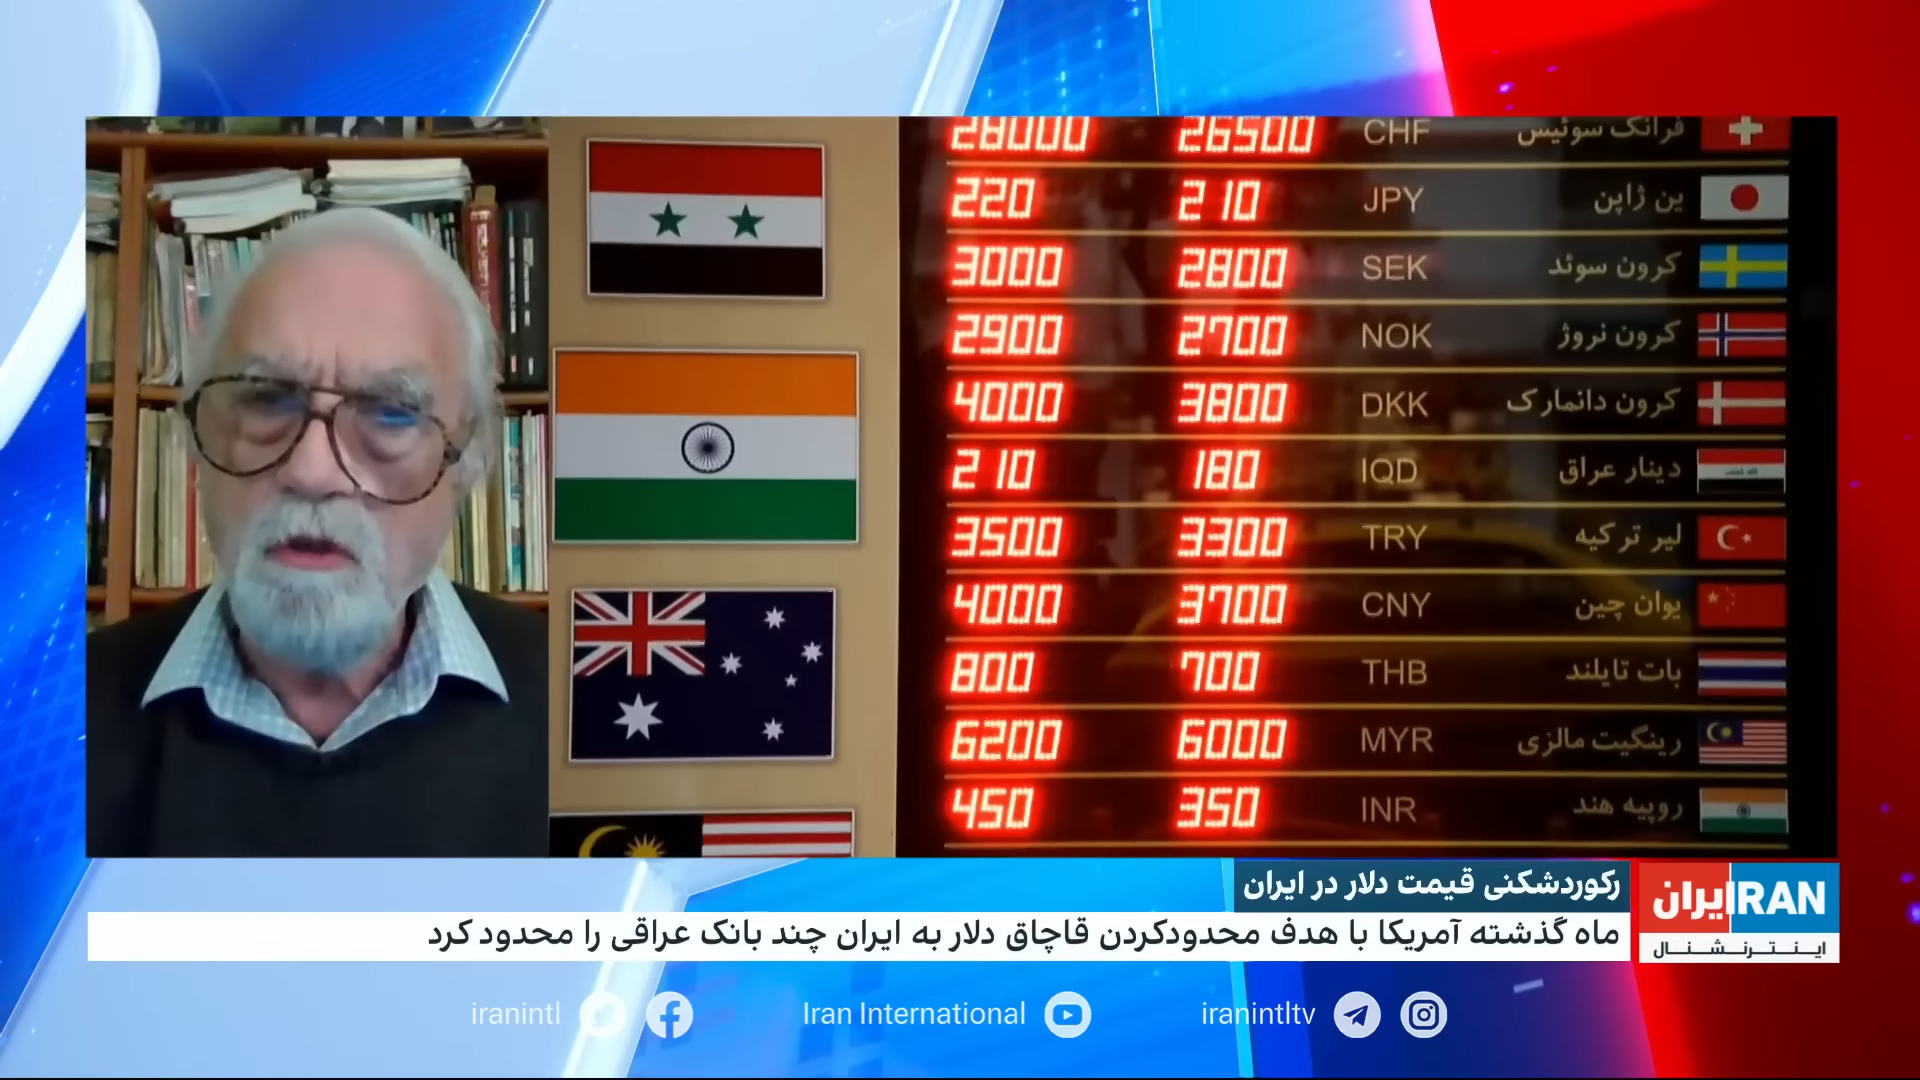 28000 26500 CHF فرانک سوئیس
220 210 JPY ین ژاپن
3000 2800 SEK کرون سوئد
2900 2700 NOK کرون نروژ
4000 3800 DKK کرون دانمارک
210 180 IQD دینار عراق
3500 3300 TRY لیر ترکیه
4000 3700 CNY یوان چین
800 700 THB بات تایلند
6200 6000 MYR رینگیت مالزی
450 350 INR روپیه هند
رکوردشکنی قیمت دلار در ایران
ماه گذشته آمریکا با هدف محدودکردن قاچاق دلار به ایران چند بانک عراقی را محدود کرد
ایران IRAN
اینترنشنال
iranintl Iran International iranintltv